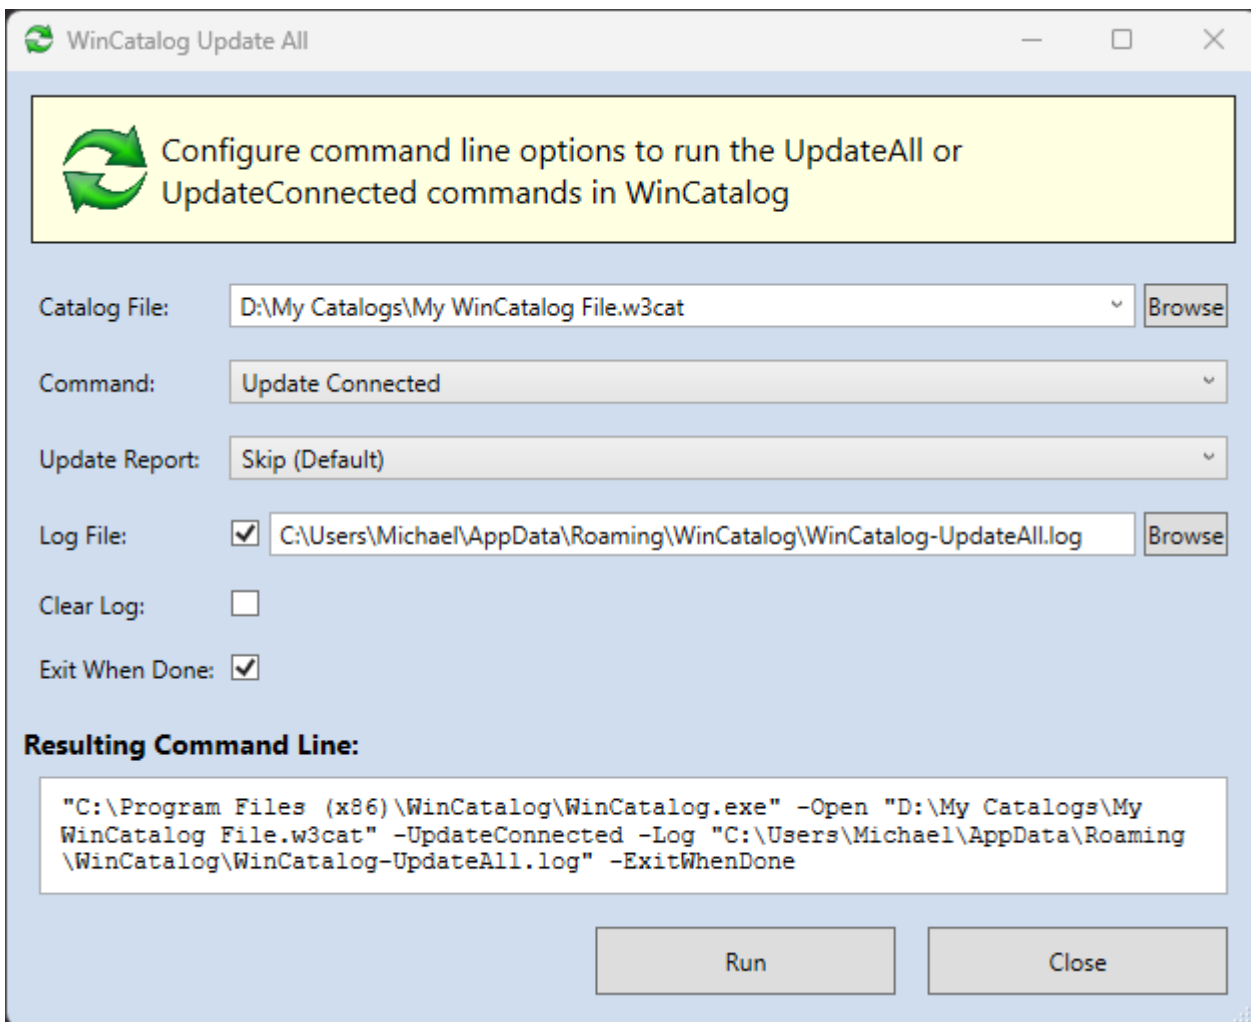 WinCatalog Update All
Configure command line options to run the UpdateAll or
UpdateConnected commands in WinCatalog
Catalog File: D:\My Catalogs\My WinCatalog File.w3cat Browse
Command: Update Connected
Update Report: Skip (Default)
Log File: C:\Users\Michael\AppData\Roaming\WinCatalog\WinCatalog-UpdateAll.log Browse
Clear Log:
Exit When Done:
Resulting Command Line:
"C:\Program Files (x86)\WinCatalog\WinCatalog.exe" -Open "D:\My Catalogs\My
WinCatalog File.w3cat" -UpdateConnected -Log "C:\Users\Michael\AppData\Roaming
\WinCatalog\WinCatalog-UpdateAll.log" -ExitWhenDone
Run Close